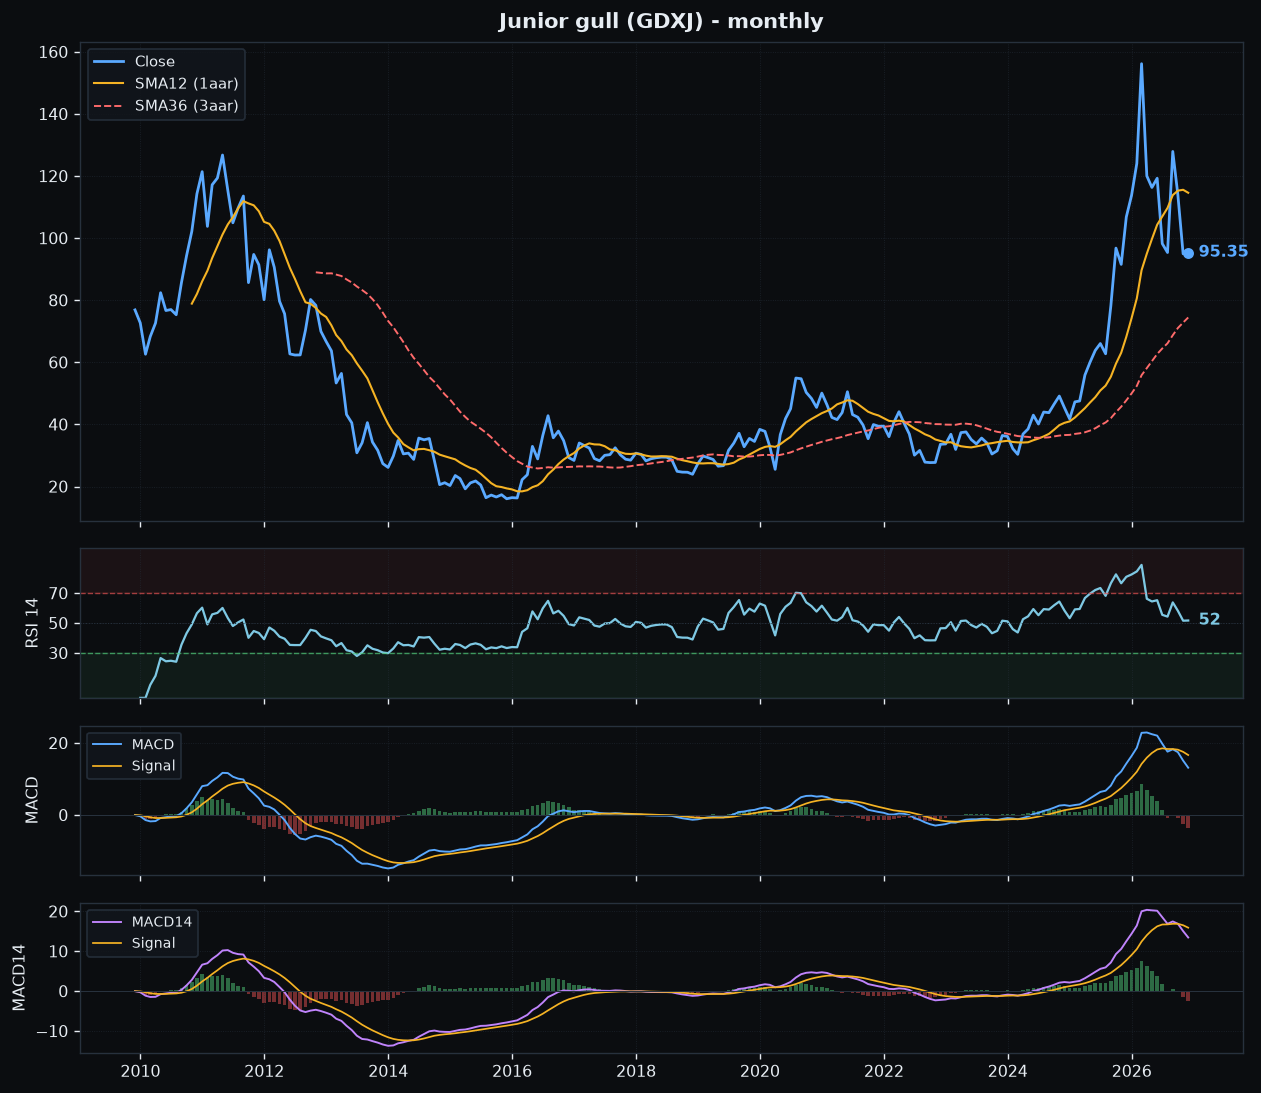 Junior gull (GDXJ) - monthly
160
140
120
100
80
60
40
20
Close
SMA12 (1aar)
SMA36 (3aar)
95.35
RSI 14
70
50
30
52
MACD
20
0
MACD
Signal
MACD14
20
10
0
−10
MACD14
Signal
2010 2012 2014 2016 2018 2020 2022 2024 2026